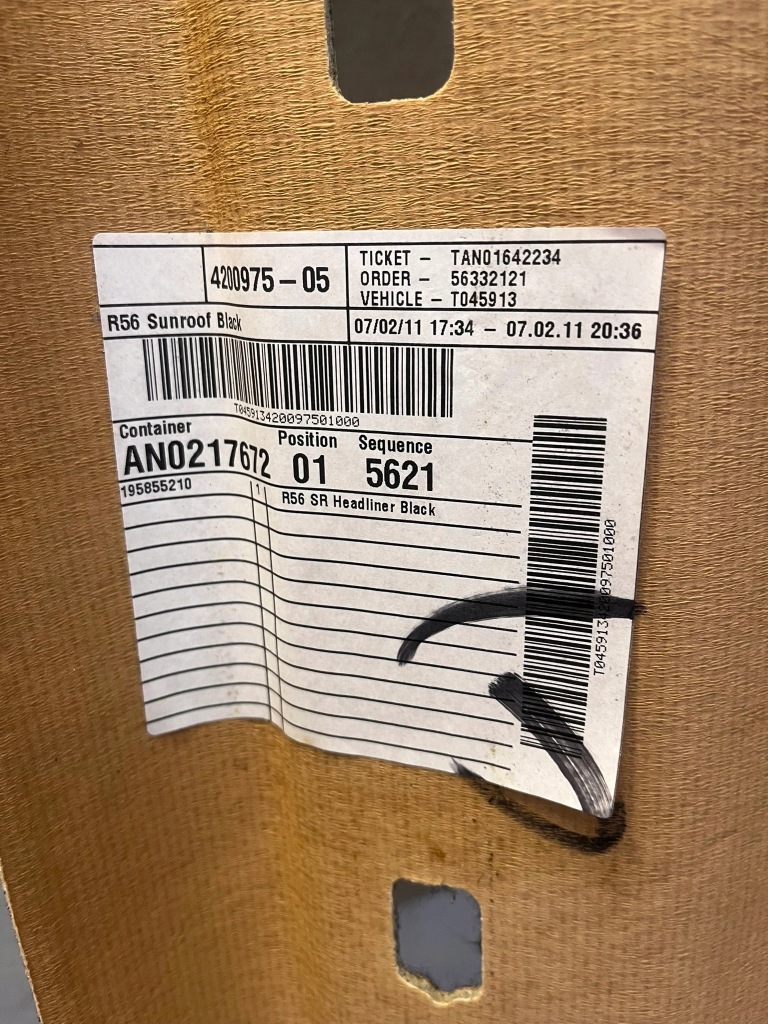 4200975-05
TICKET - TAN01642234
ORDER - 56332121
VEHICLE - T045913
R56 Sunroof Black
07/02/11 17:34 - 07.02.11 20:36
T045913420097501000
Container
Position
Sequence
AN0217672
01
5621
195855210
1
R56 SR Headliner Black
T045913420097501000